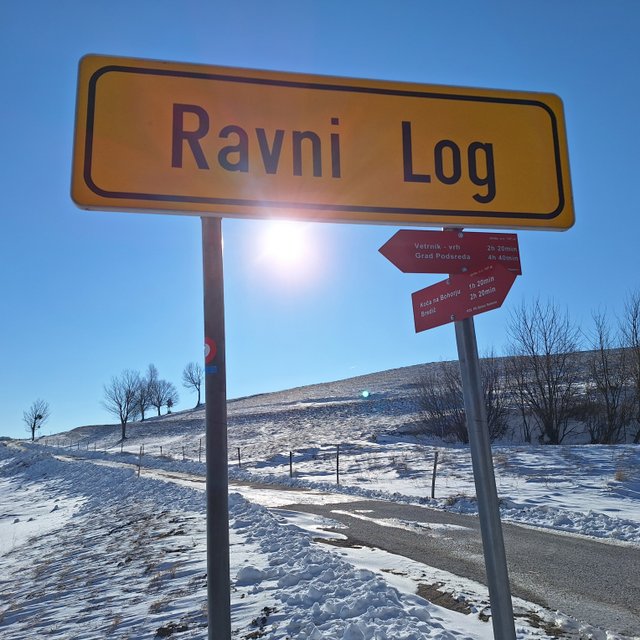 Ravni Log
Vetrnik - vrh 2h 20min
Grad Podsreda 4h 40min
Koča na Bohorju 1h 20min
Bredič 2h 20min